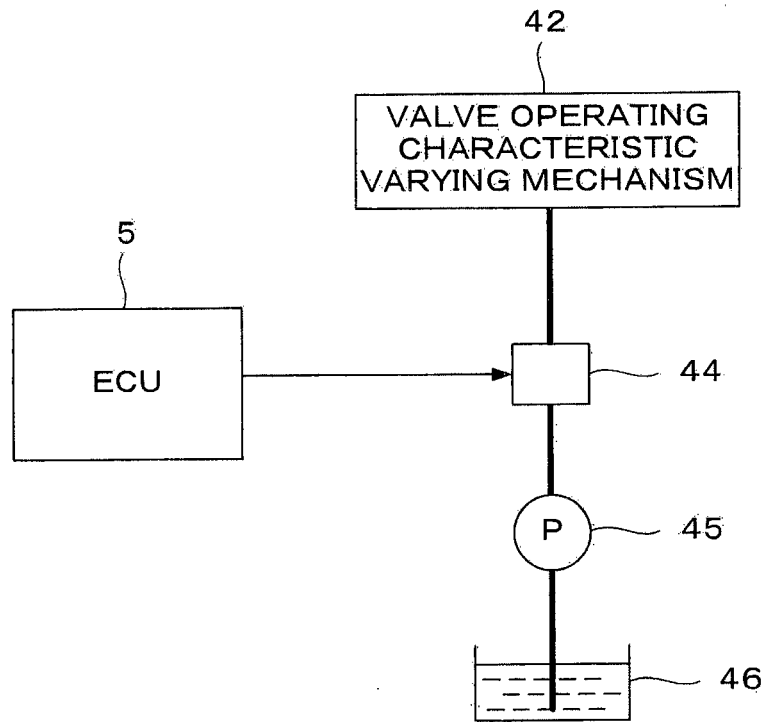 42
VALVE OPERATING
CHARACTERISTIC
VARYING MECHANISM
5
ECU
44
P
45
46